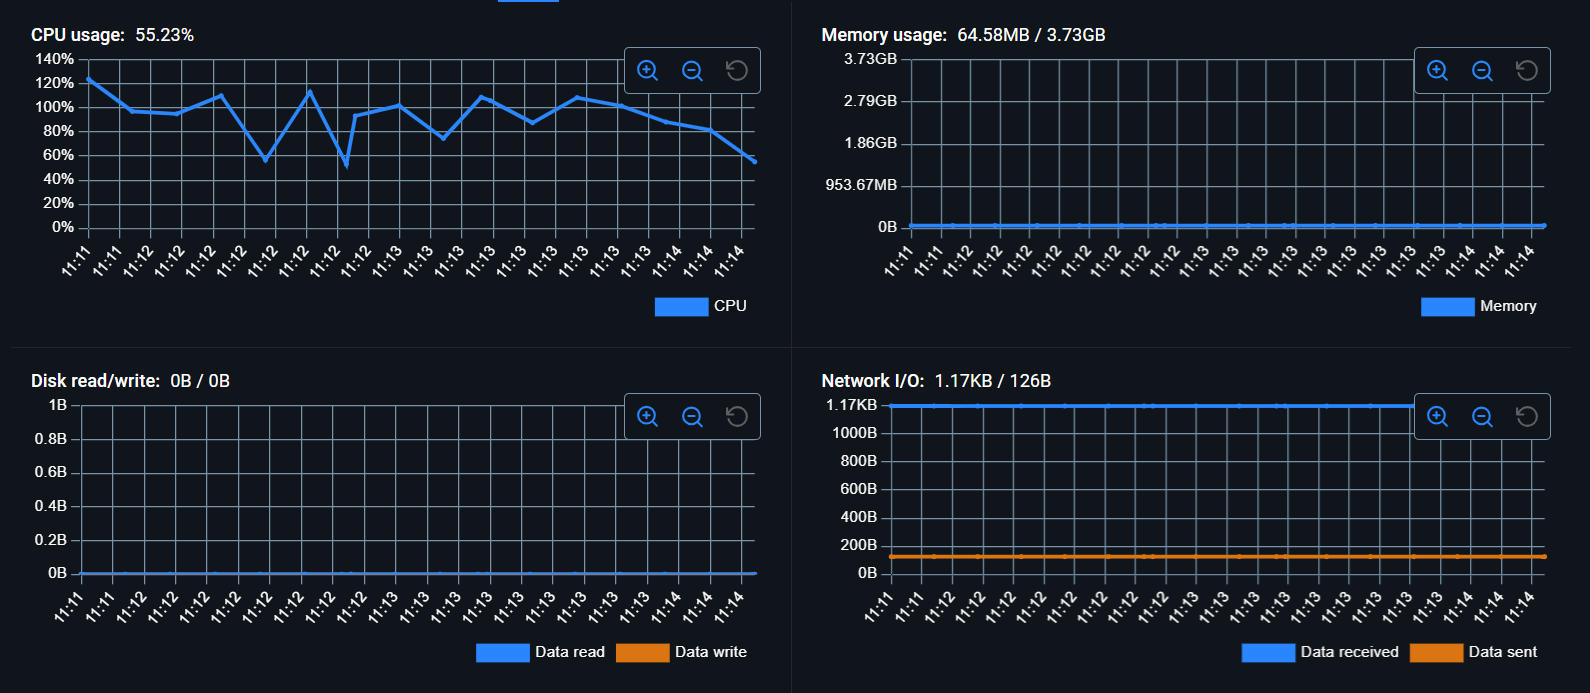 CPU usage: 55.23%
140%
120%
100%
80%
60%
40%
20%
0%
11:11 11:11 11:12 11:12 11:12 11:12 11:12 11:12 11:12 11:13 11:13 11:13 11:13 11:13 11:13 11:13 11:13 11:13 11:13 11:14 11:14 11:14
CPU
Memory usage: 64.58MB / 3.73GB
3.73GB
2.79GB
1.86GB
953.67MB
0B
11:11 11:11 11:12 11:12 11:12 11:12 11:12 11:12 11:12 11:12 11:13 11:13 11:13 11:13 11:13 11:13 11:13 11:13 11:13 11:14 11:14 11:14
Memory
Disk read/write: 0B / 0B
1B
0.8B
0.6B
0.4B
0.2B
0B
11:11 11:11 11:12 11:12 11:12 11:12 11:12 11:12 11:12 11:12 11:13 11:13 11:13 11:13 11:13 11:13 11:13 11:13 11:13 11:14 11:14 11:14
Data read Data write
Network I/O: 1.17KB / 126B
1.17KB
1000B
800B
600B
400B
200B
0B
11:11 11:11 11:12 11:12 11:12 11:12 11:12 11:12 11:12 11:12 11:13 11:13 11:13 11:13 11:13 11:13 11:13 11:13 11:13 11:14 11:14 11:14
Data received Data sent